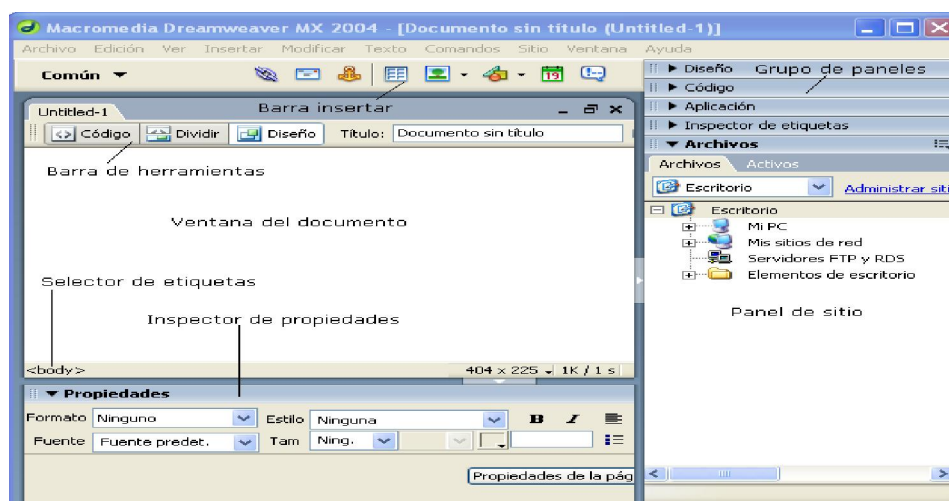 Macromedia Dreamweaver MX 2004 - [Documento sin título (Untitled-1)]
Archivo Edición Ver Insertar Modificar Texto Comandos Sitio Ventana Ayuda
Común
19
Barra insertar
Untitled-1
Código Dividir Diseño Título: Documento sin título
Barra de herramientas
Ventana del documento
Selector de etiquetas
Inspector de propiedades
<body> 404 x 225 1K / 1 s
Propiedades
Formato Ninguno Estilo Ninguna B I
Fuente Fuente predet. Tam Ning.
Propiedades de la pág
Diseño Grupo de paneles
Código
Aplicación
Inspector de etiquetas
Archivos
Archivos Activos
Escritorio Administrar siti
Escritorio
Mi PC
Mis sitios de red
Servidores FTP y RDS
Elementos de escritorio
Panel de sitio